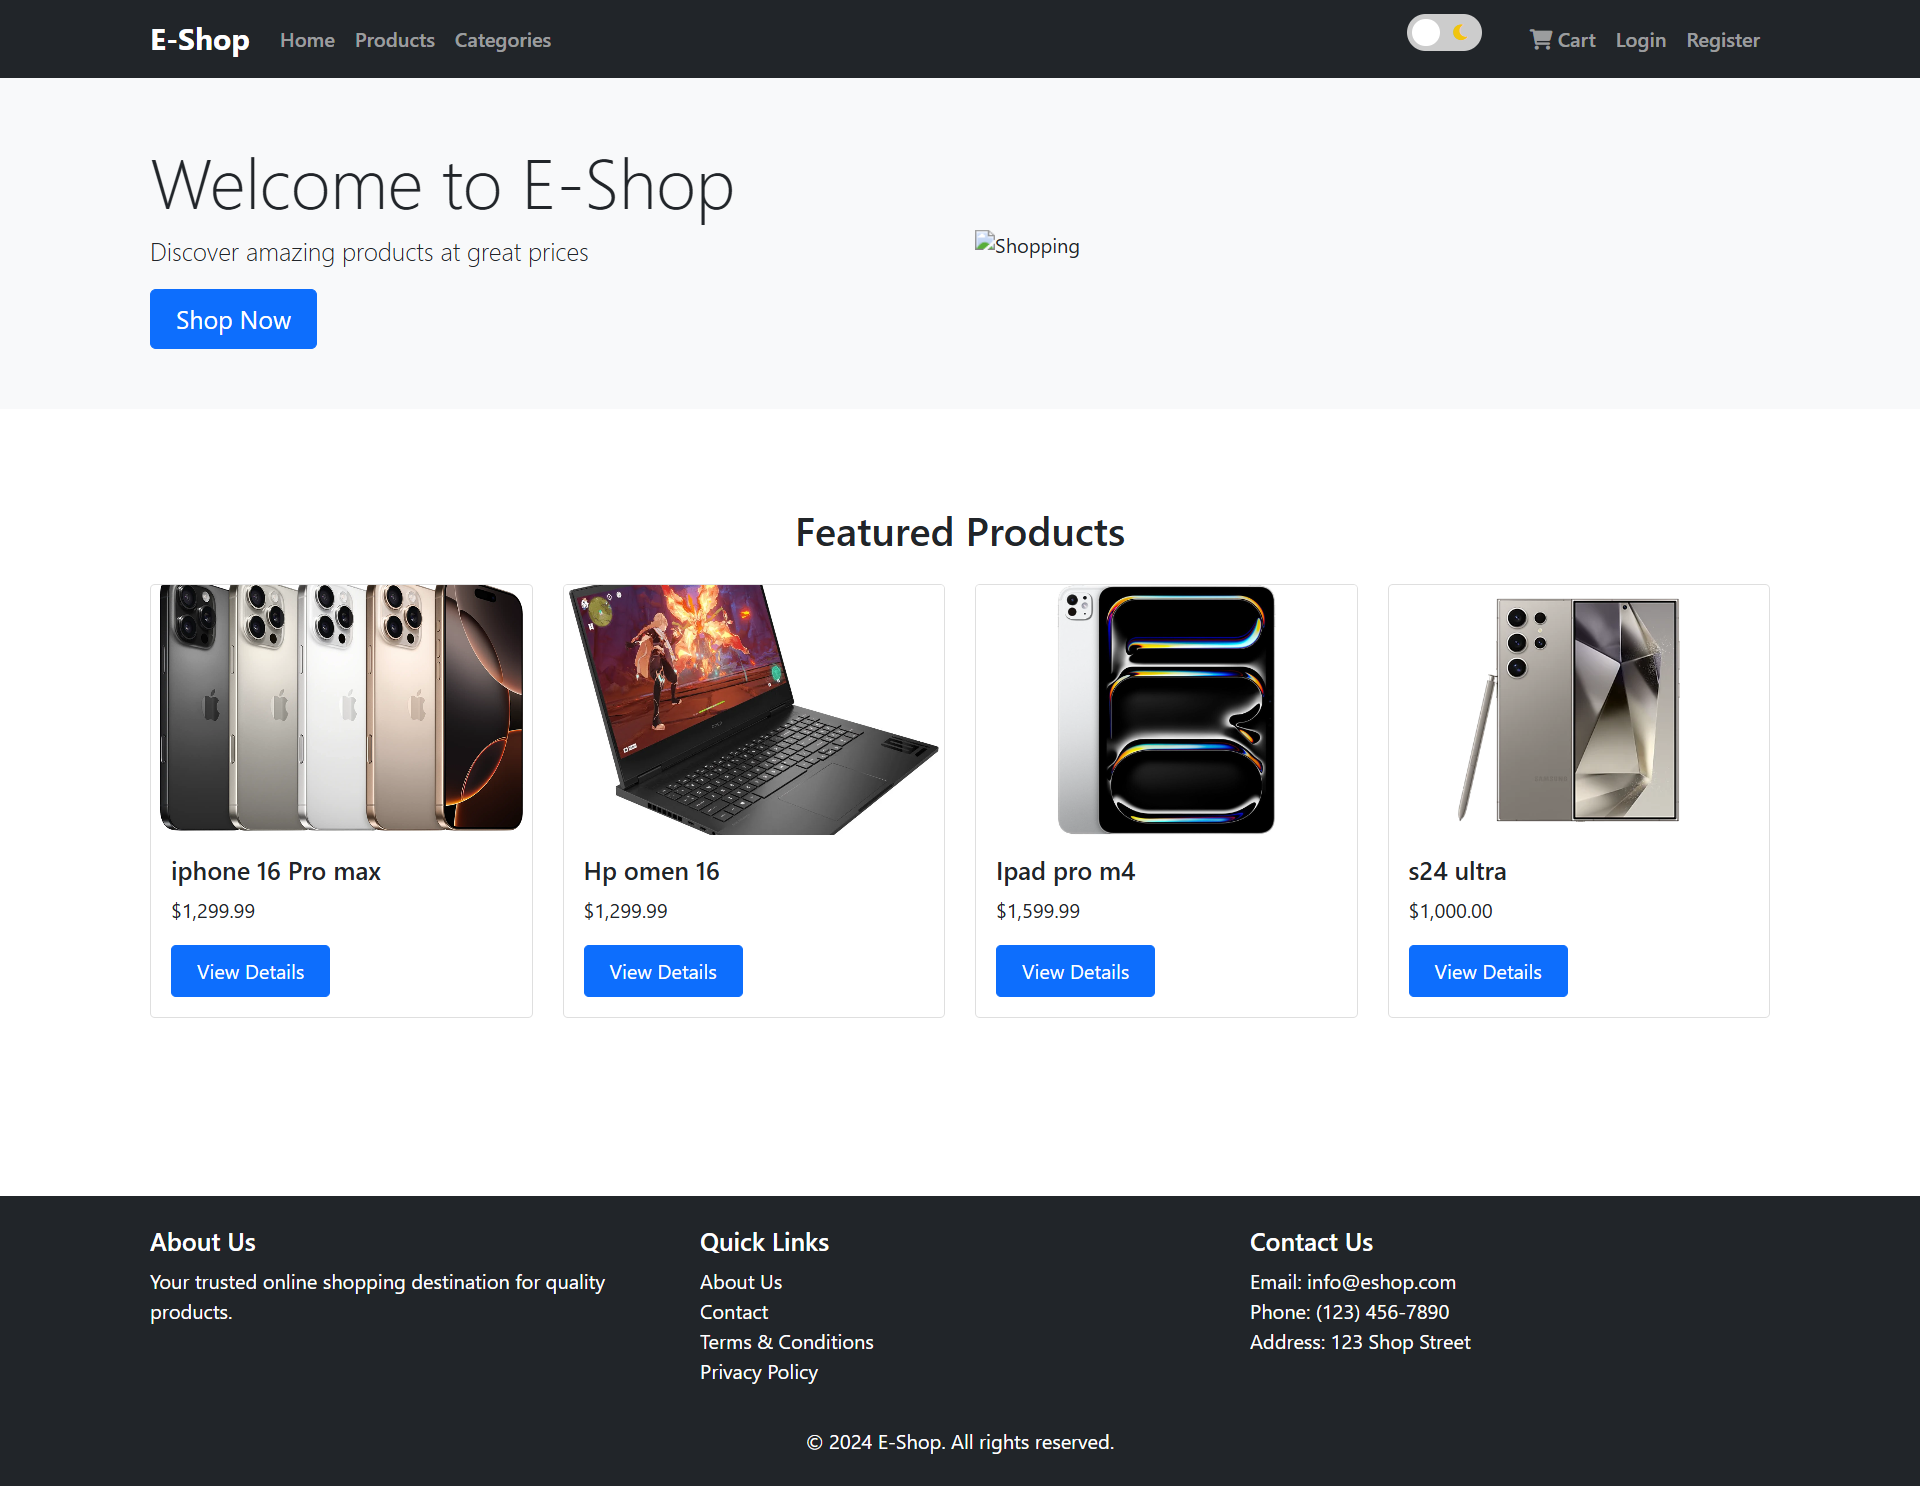 E-Shop Home Products Categories Cart Login Register
Welcome to E-Shop
Discover amazing products at great prices
Shopping
Shop Now
Featured Products
iphone 16 Pro max
$1,299.99
View Details
Hp omen 16
$1,299.99
View Details
Ipad pro m4
$1,599.99
View Details
SAMSUNG
s24 ultra
$1,000.00
View Details
About Us
Your trusted online shopping destination for quality
products.
Quick Links
About Us
Contact
Terms & Conditions
Privacy Policy
Contact Us
Email: info@eshop.com
Phone: (123) 456-7890
Address: 123 Shop Street
© 2024 E-Shop. All rights reserved.